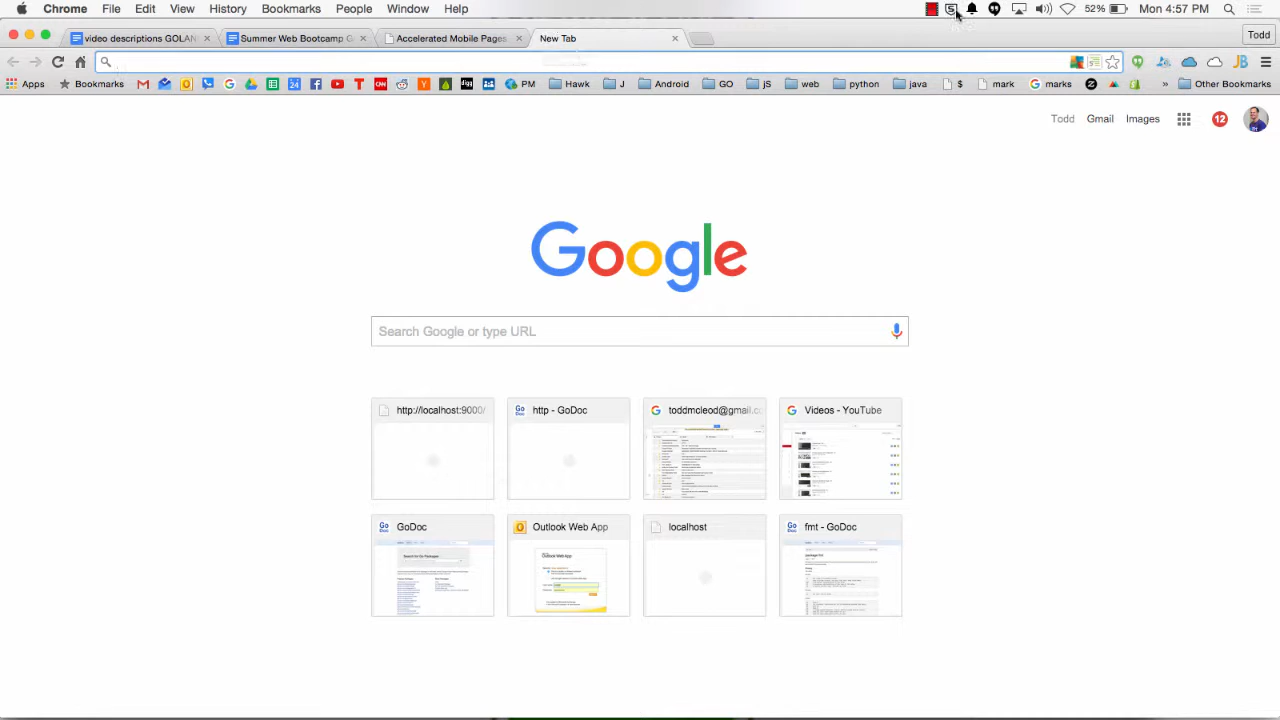 Chrome File Edit View History Bookmarks People Window Help 52% Mon 4:57 PM
video descriptions GOLAN Summer Web Bootcamp G Accelerated Mobile Pages New Tab Todd
Apps Bookmarks 24 PM Hawk J Android GO jS web python java $ mark marks Other Bookmarks
Todd Gmail Images 12
Google
Search Google or type URL
http://localhost:9000/ http - GoDoc toddmcleod@gmail.co Videos - YouTube
GoDoc Outlook Web App localhost fmt - GoDoc